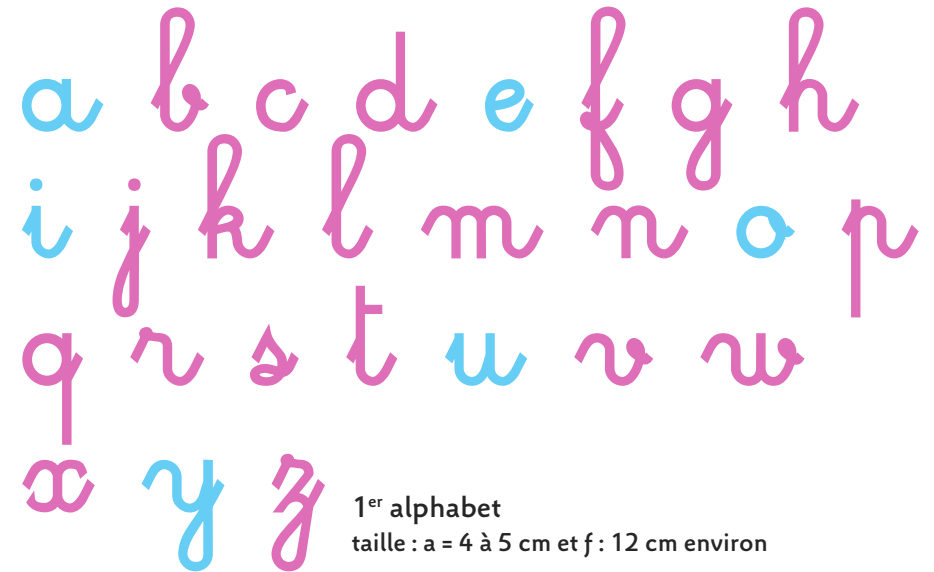 a b c d e f g h
i j k l m n o p
q r s t u v w
x y z
1er alphabet
taille : a = 4 à 5 cm et f : 12 cm environ